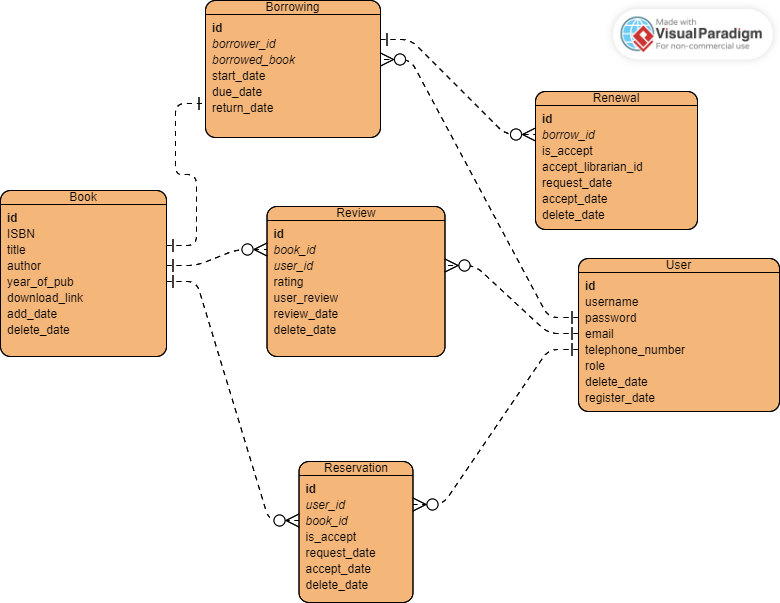 Borrowing
id
borrower_id
borrowed_book
start_date
due_date
return_date
Made with
VisualParadigm
For non-commercial use
Renewal
id
borrow_id
is_accept
accept_librarian_id
request_date
accept_date
delete_date
Book
id
ISBN
title
author
year_of_pub
download_link
add_date
delete_date
Review
id
book_id
user_id
rating
user_review
review_date
delete_date
User
id
username
password
email
telephone_number
role
delete_date
register_date
Reservation
id
user_id
book_id
is_accept
request_date
accept_date
delete_date